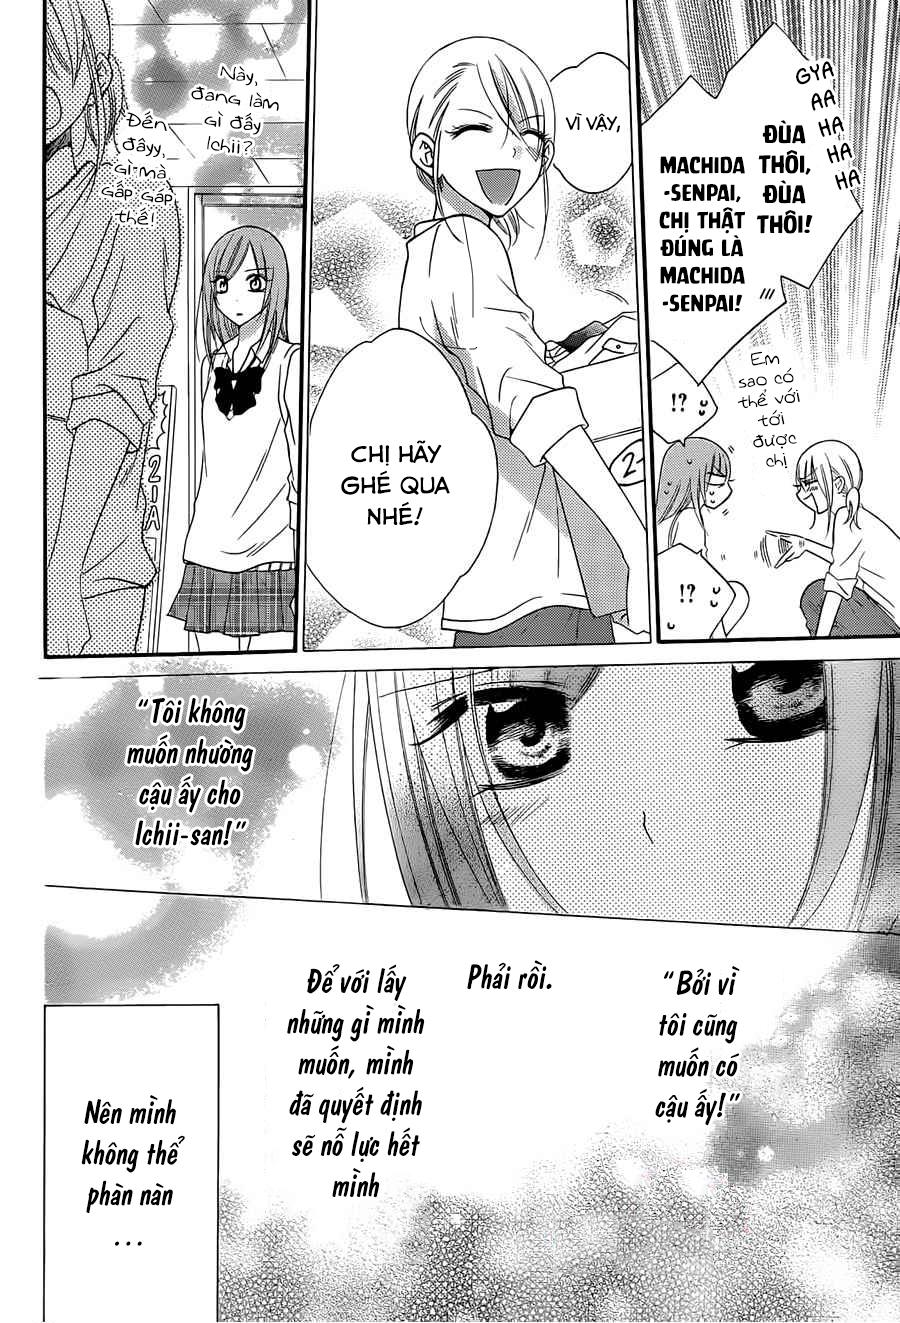 GYA
AA
HA
HA
HA
ĐÙA
THÔI,
ĐÙA
THÔI!
MACHIDA
-SENPAI,
CHỊ THẬT
ĐÚNG LÀ
MACHIDA
-SENPAI!
Em
sao có
thể với
tới
được
chị
!?
!?
VÌ VẬY,
CHỊ HÃY
GHÉ QUA
NHÉ!
2-
Này,
đang làm
gì đấy
Ichii?
Đến
đâyy,
gì mà
gấp gáp
thế!
2-A
“Tôi không
muốn nhường
cậu ấy cho
Ichii-san!”
“Bởi vì
tôi cũng
muốn có
cậu ấy!”
Phải rồi.
Để với lấy
những gì mình
muốn, mình
đã quyết định
sẽ nỗ lực hết
mình
Nên mình
không thể
phàn nàn
...